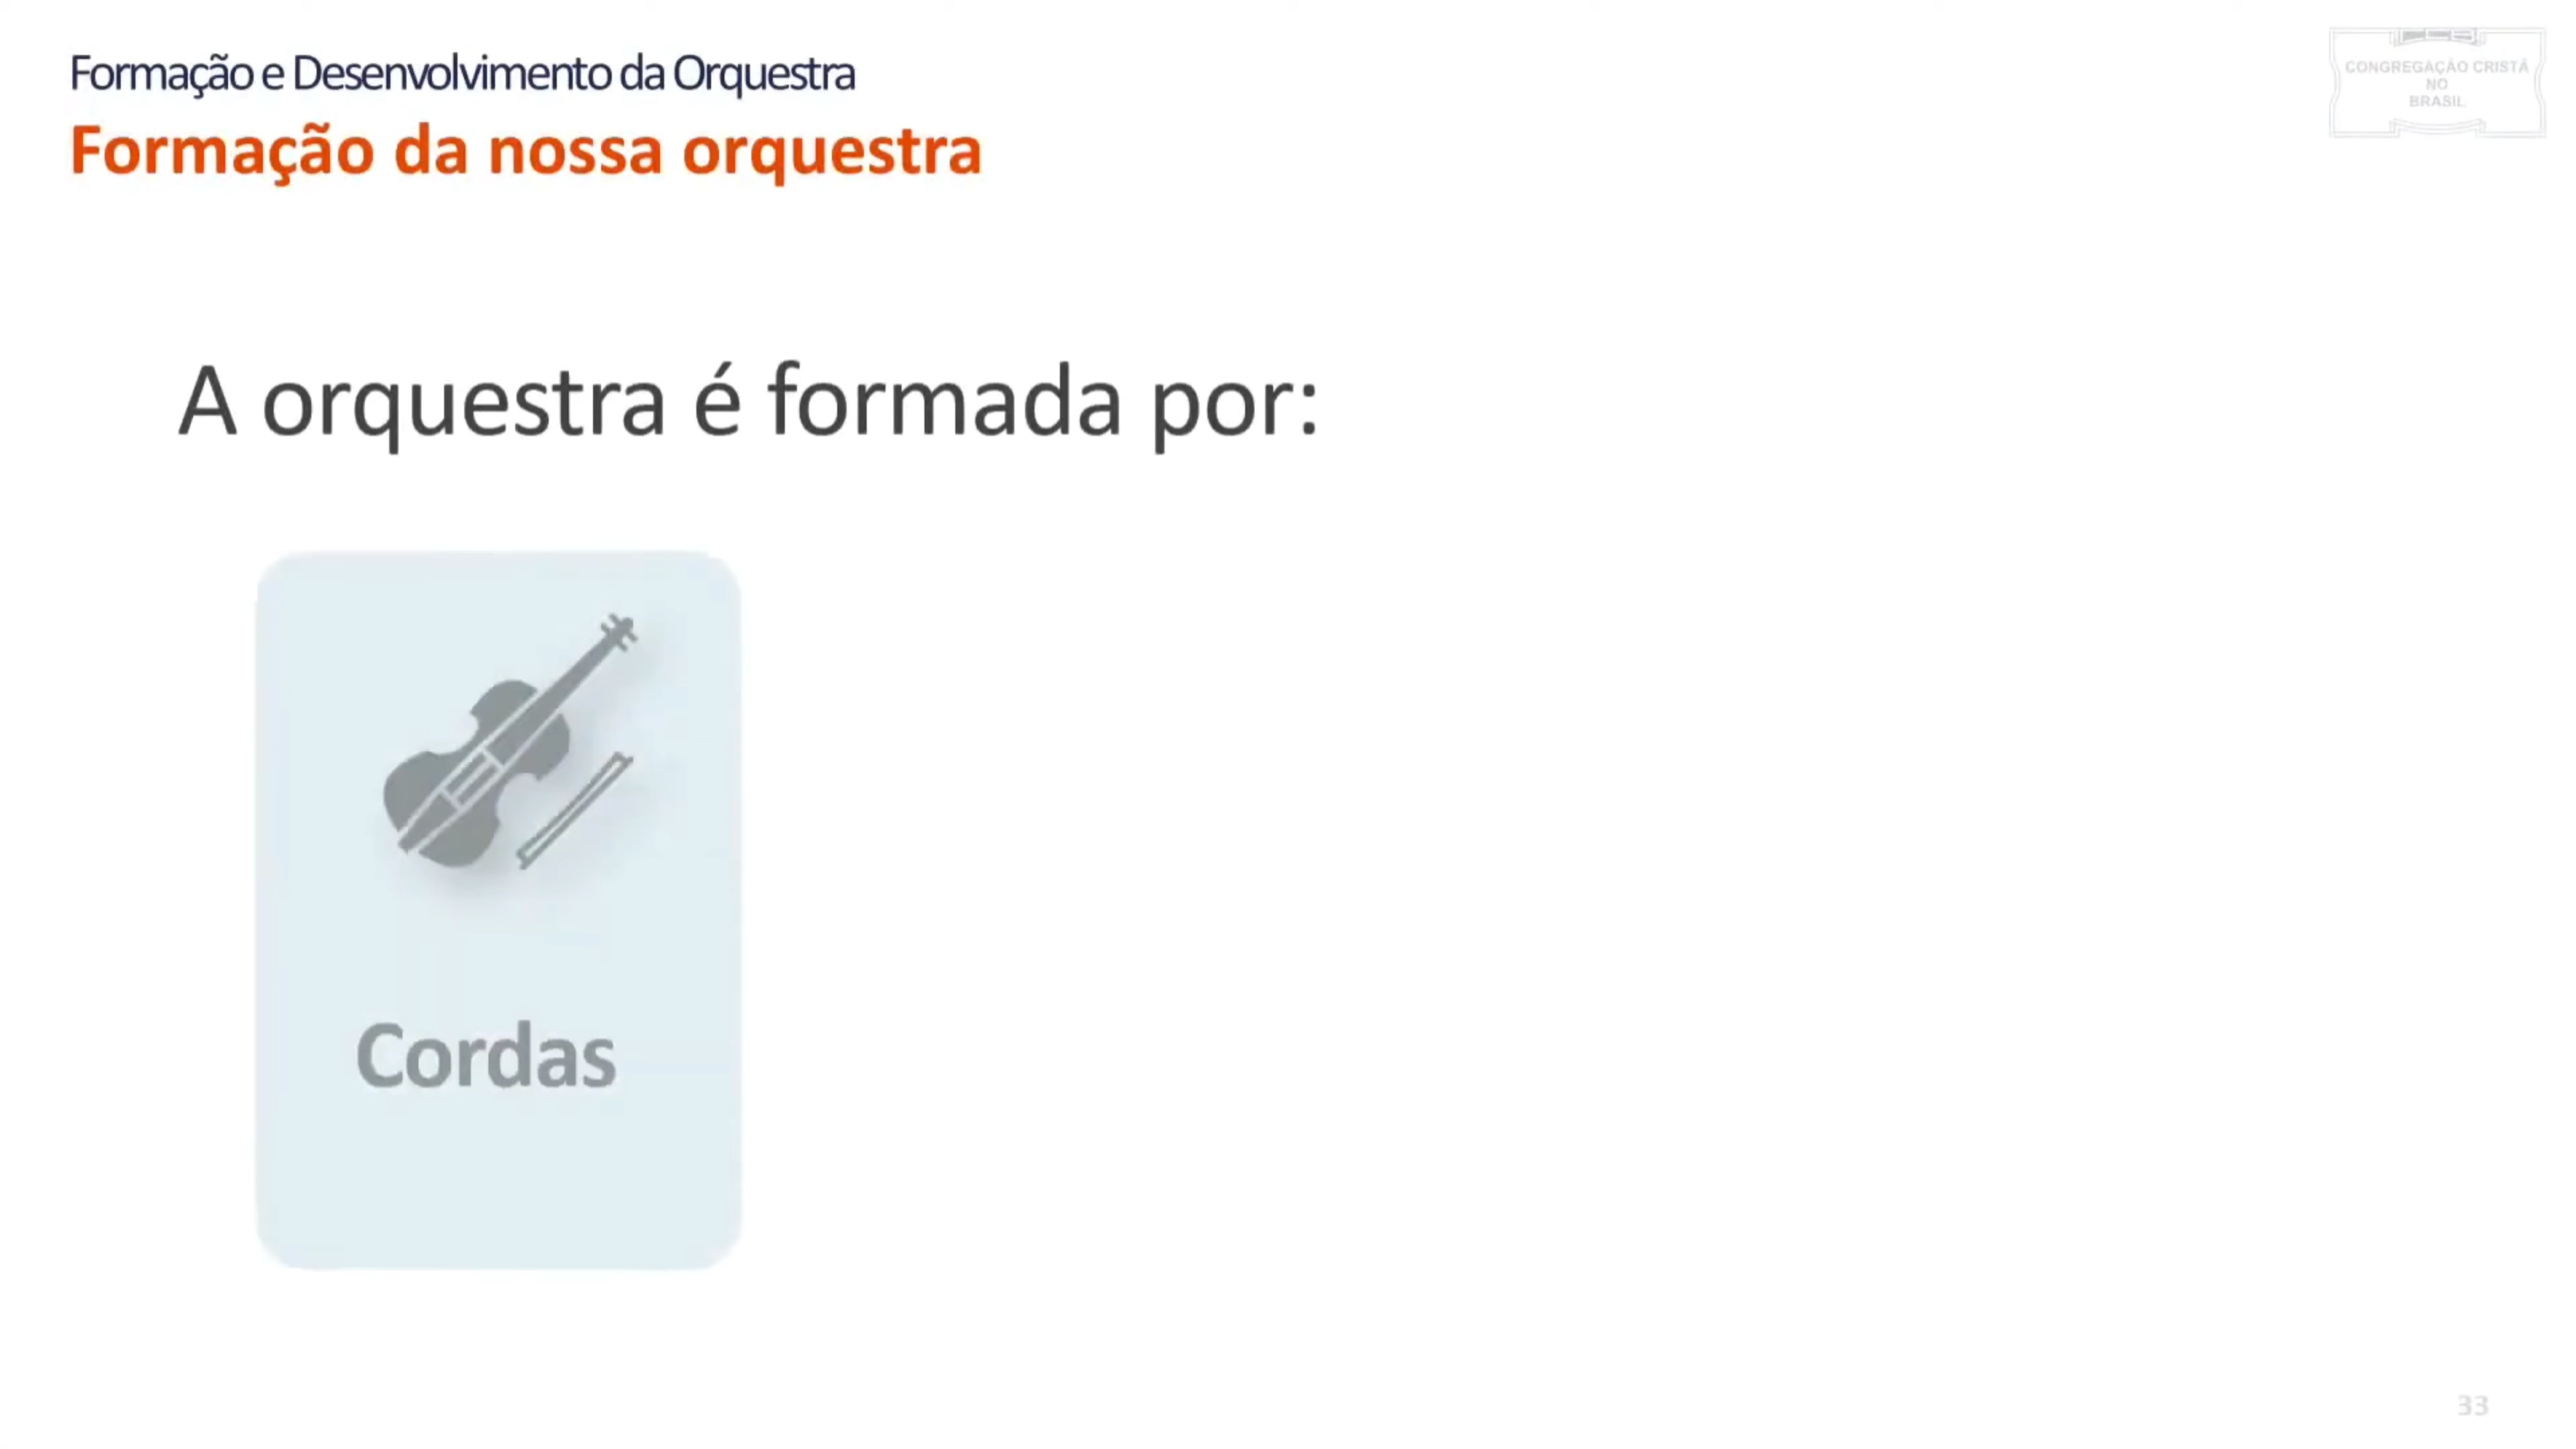 Formação e Desenvolvimento da Orquestra
Formação da nossa orquestra
CONGREGAÇÃO CRISTÃ
NO
BRASIL
A orquestra é formada por:
Cordas
33